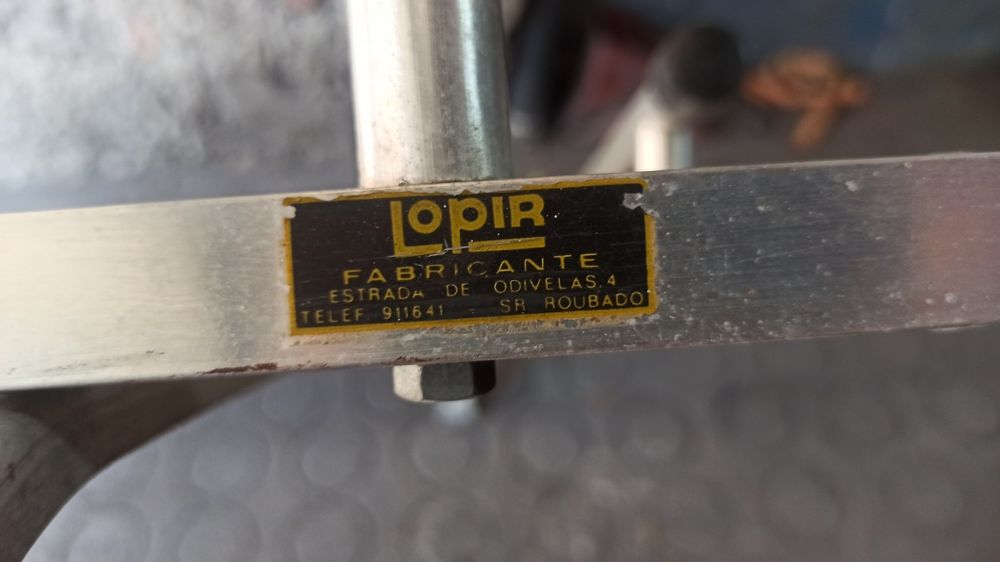 LOPIR
FABRICANTE
ESTRADA DE ODIVELAS, 4
TELEF. 911641 SR. ROUBADO